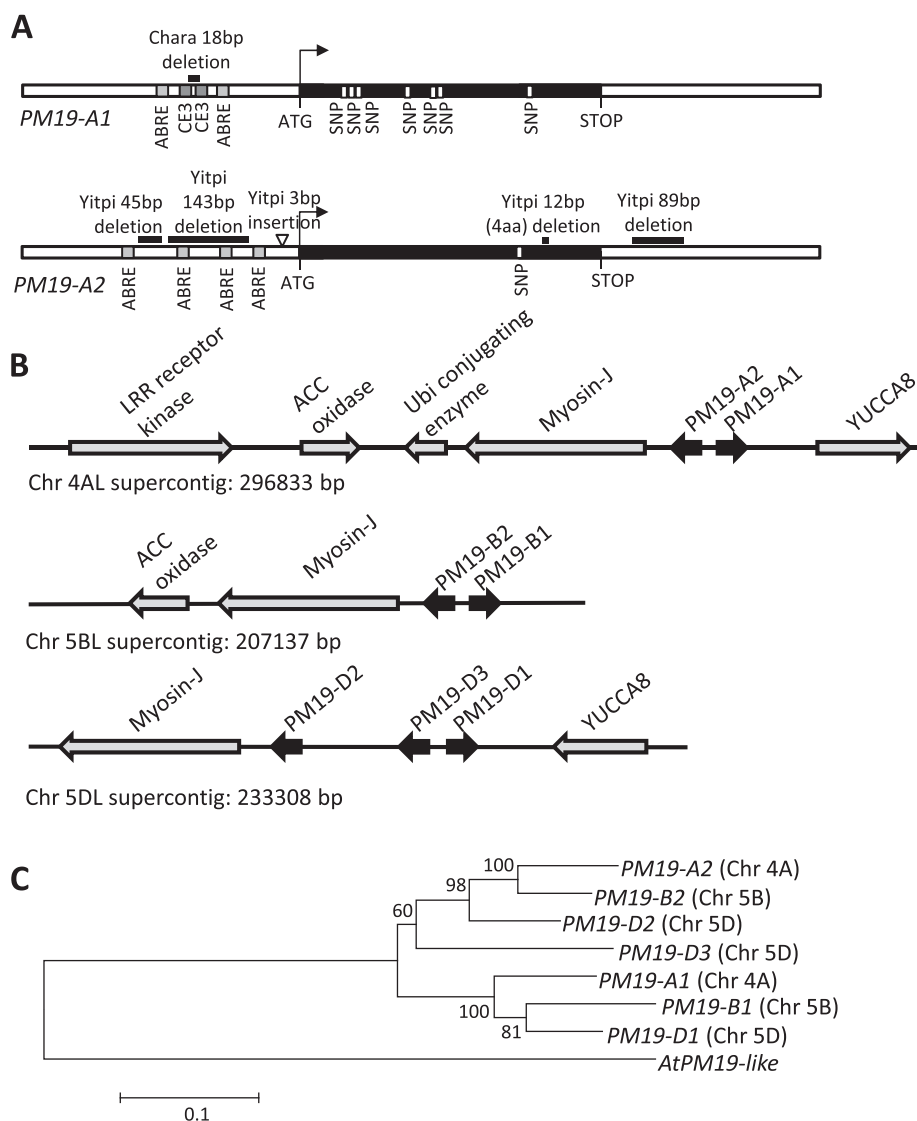 A
Chara 18bp
deletion
PM19-A1
ABRE
CE3
CE3
ABRE
ATG
SNP
SNP
SNP
SNP
SNP
SNP
SNP
STOP
Yitpi 45bp
deletion
Yitpi
143bp
deletion
Yitpi 3bp
insertion
Yitpi 12bp
(4aa) deletion
Yitpi 89bp
deletion
PM19-A2
ABRE
ABRE
ABRE
ABRE
ATG
SNP
STOP
B
LRR receptor
kinase
ACC
oxidase
Ubi conjugating
enzyme
Myosin-J
PM19-A2
PM19-A1
YUCCA8
Chr 4AL supercontig: 296833 bp
ACC
oxidase
Myosin-J
PM19-B2
PM19-B1
Chr 5BL supercontig: 207137 bp
Myosin-J
PM19-D2
PM19-D3
PM19-D1
YUCCA8
Chr 5DL supercontig: 233308 bp
C
100
PM19-A2 (Chr 4A)
98
PM19-B2 (Chr 5B)
60
PM19-D2 (Chr 5D)
PM19-D3 (Chr 5D)
PM19-A1 (Chr 4A)
100
PM19-B1 (Chr 5B)
81
PM19-D1 (Chr 5D)
AtPM19-like
0.1